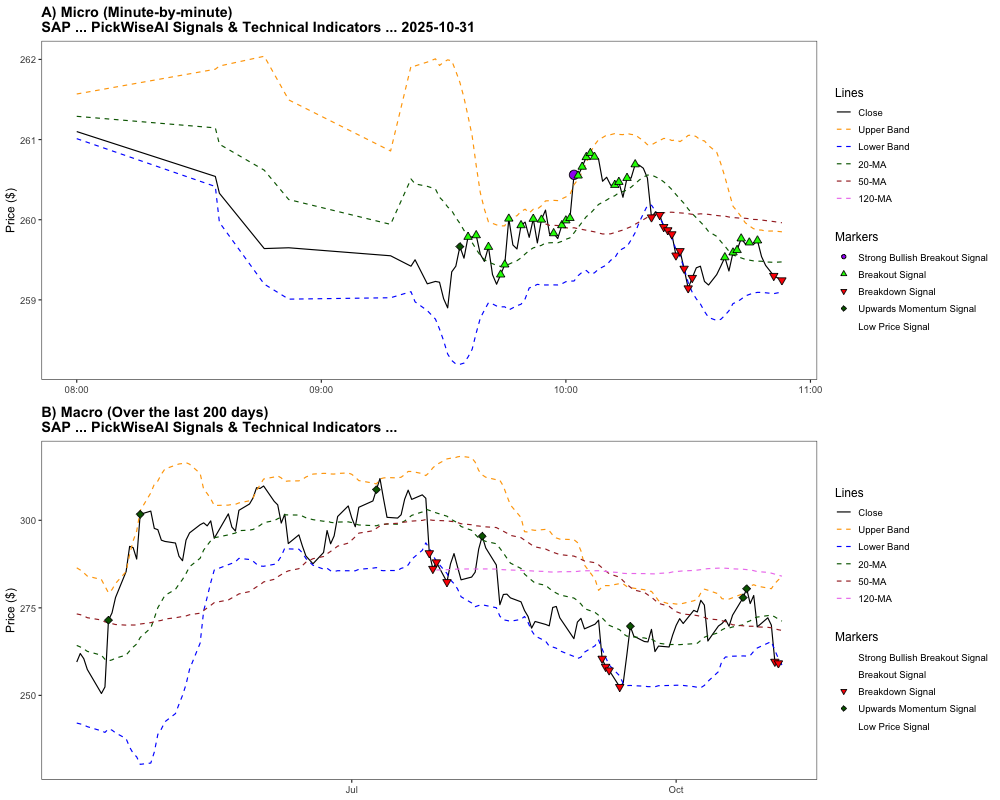 A) Micro (Minute-by-minute)
SAP ... PickWiseAI Signals & Technical Indicators ... 2025-10-31
262
261
260
259
Price ($)
08:00
09:00
10:00
11:00
Lines
Close
Upper Band
Lower Band
20-MA
50-MA
120-MA
Markers
Strong Bullish Breakout Signal
Breakout Signal
Breakdown Signal
Upwards Momentum Signal
Low Price Signal
B) Macro (Over the last 200 days)
SAP ... PickWiseAI Signals & Technical Indicators ...
300
275
250
Price ($)
Jul
Oct
Lines
Close
Upper Band
Lower Band
20-MA
50-MA
120-MA
Markers
Strong Bullish Breakout Signal
Breakout Signal
Breakdown Signal
Upwards Momentum Signal
Low Price Signal